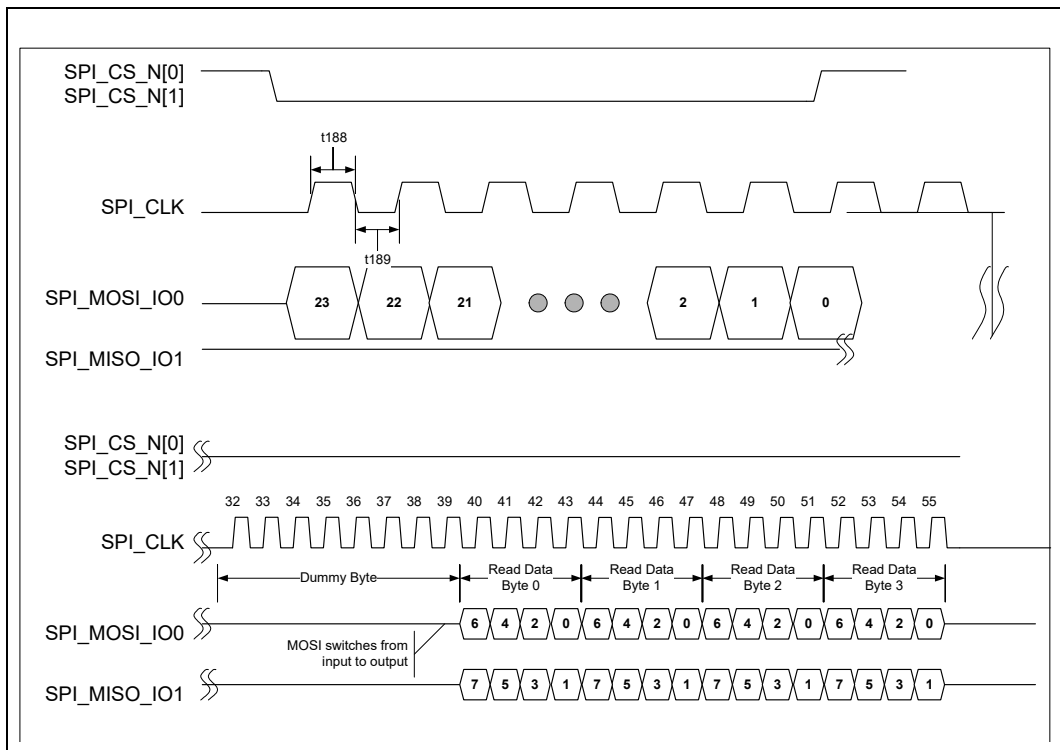 SPI_CS_N[0]
SPI_CS_N[1]
t188
SPI_CLK
t189
SPI_MOSI_IO0
23 22 21 2 1 0
SPI_MISO_IO1
SPI_CS_N[0]
SPI_CS_N[1]
32 33 34 35 36 37 38 39 40 41 42 43 44 45 46 47 48 49 50 51 52 53 54 55
SPI_CLK
Dummy Byte
Read Data
Byte 0
Read Data
Byte 1
Read Data
Byte 2
Read Data
Byte 3
SPI_MOSI_IO0
6 4 2 0 6 4 2 0 6 4 2 0 6 4 2 0
MOSI switches from
input to output
SPI_MISO_IO1
7 5 3 1 7 5 3 1 7 5 3 1 7 5 3 1